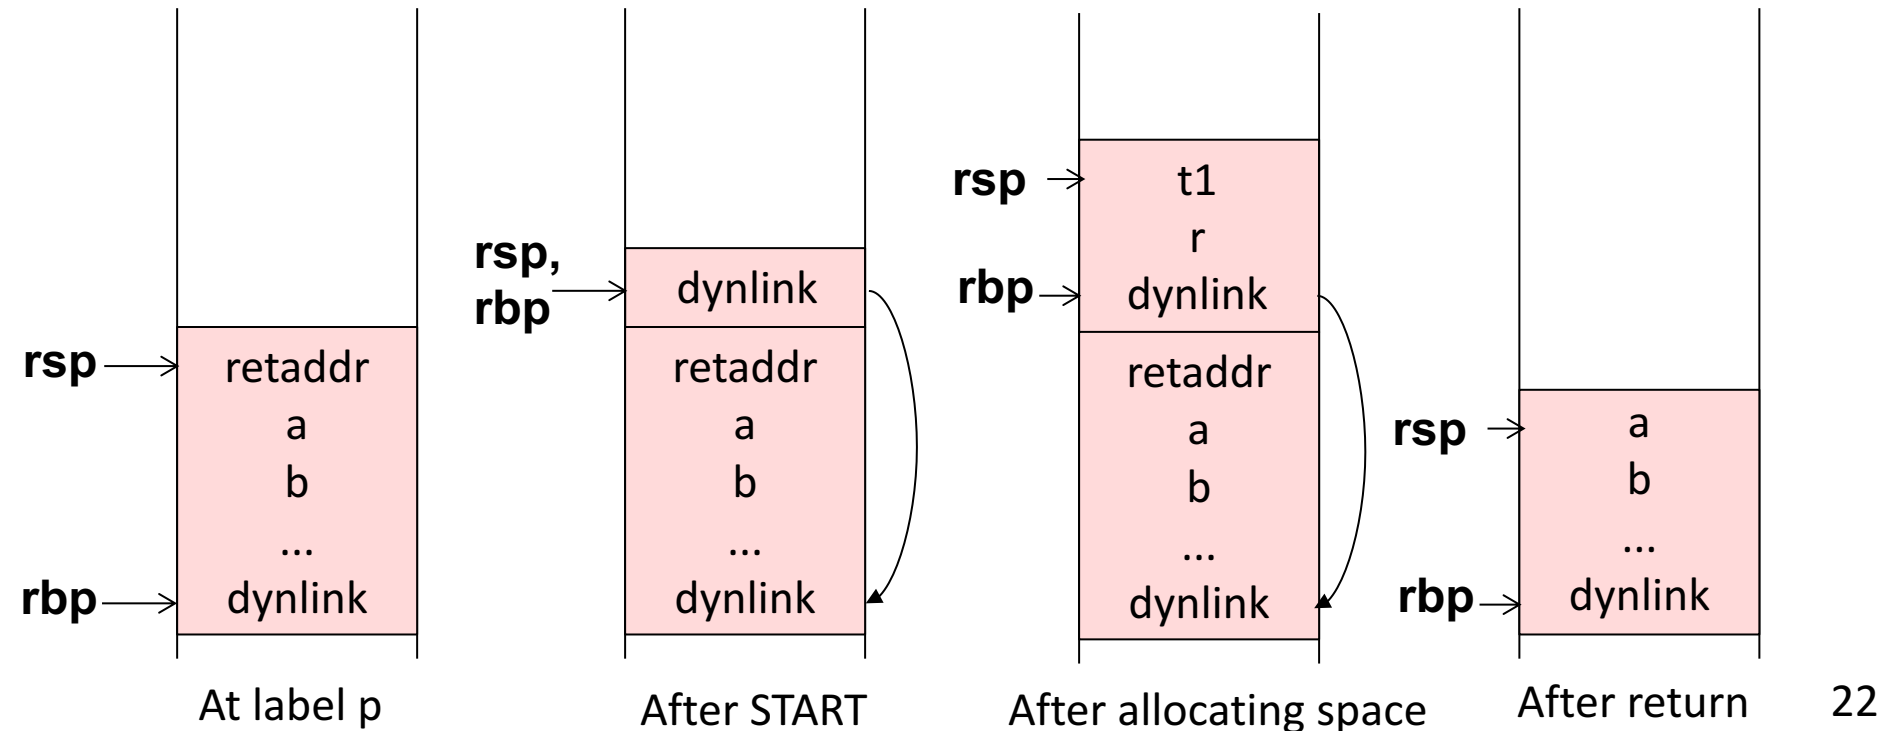 rsp
rbp
retaddr
a
b
...
dynlink
At label p
rsp,
rbp
dynlink
retaddr
a
b
...
dynlink
After START
rsp
rbp
t1
r
dynlink
retaddr
a
b
...
dynlink
After allocating space
rsp
rbp
a
b
...
dynlink
After return
22